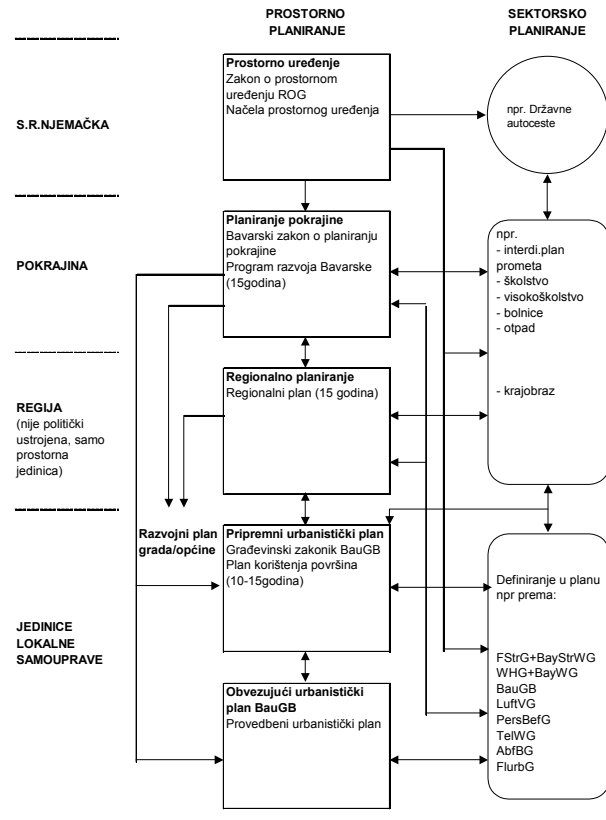 PROSTORNO
PLANIRANJE
SEKTORSKO
PLANIRANJE
S.R.NJEMAČKA
Prostorno uređenje
Zakon o prostornom
uređenju ROG
Načela prostornog uređenja
npr. Državne
autoceste
POKRAJINA
Planiranje pokrajine
Bavarski zakon o planiranju
pokrajine
Program razvoja Bavarske
(15godina)
npr.
- interdi.plan
prometa
- školstvo
- visokoškolstvo
- bolnice
- otpad
- krajobraz
REGIJA
(nije politički
ustrojena, samo
prostorna
jedinica)
Regionalno planiranje
Regionalni plan (15 godina)
Razvojni plan
grada/općine
JEDINICE
LOKALNE
SAMOUPRAVE
Pripremni urbanistički plan
Građevinski zakonik BauGB
Plan korištenja površina
(10-15godina)
Obvezujući urbanistički
plan BauGB
Provedbeni urbanistički plan
Definiranje u planu
npr prema:
FStrG+BayStrWG
WHG+BayWG
BauGB
LuftVG
PersBefG
TelWG
AbfBG
FlurbG